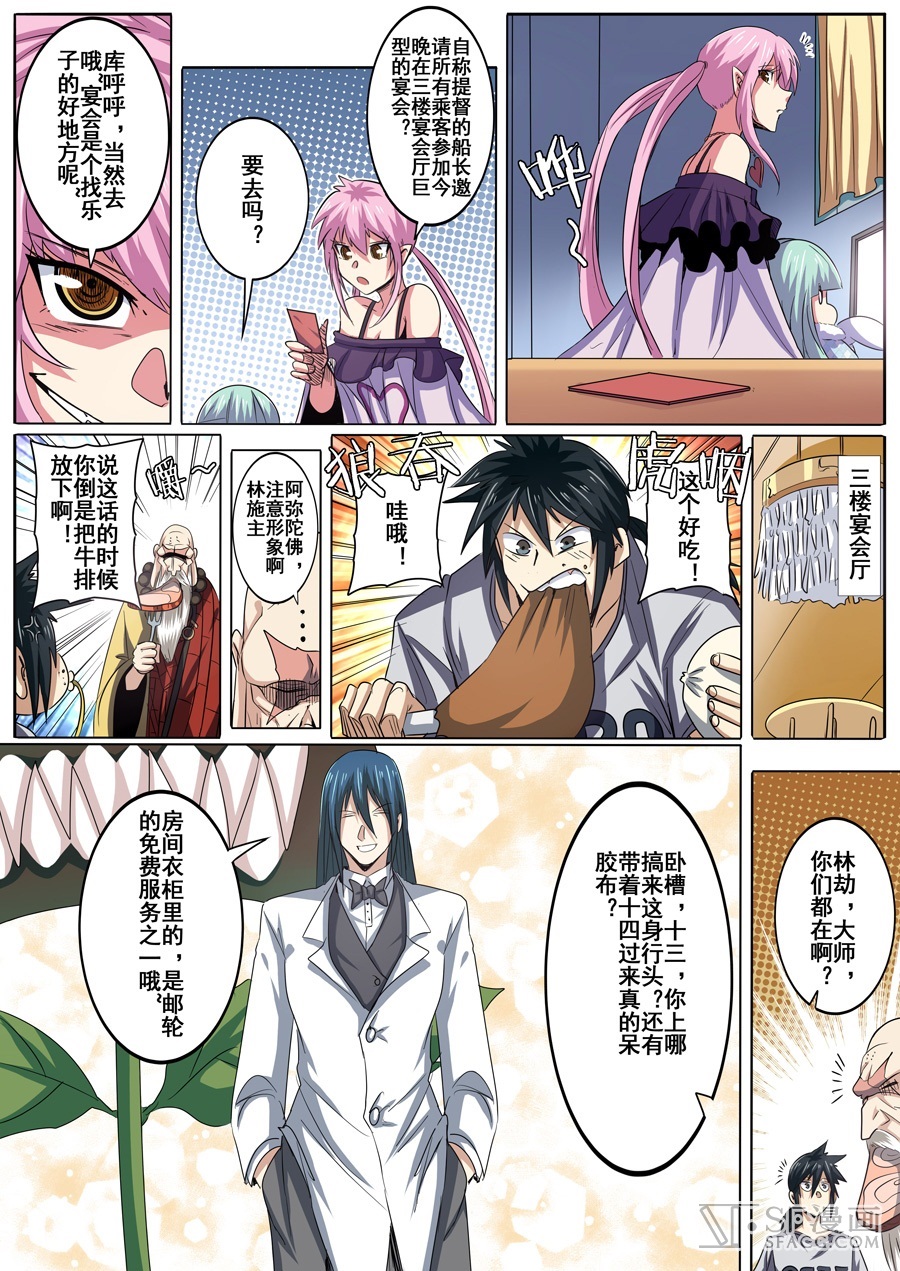 哗
自称提督的船长邀
请所有乘客参加今
晚在三楼宴会厅巨
型的宴会？
要去吗？
库呼呼，当然去
哦，宴会是个找乐
子的好地方呢，
三楼宴会厅
狼吞虎咽
这个好吃！
哇哦！
阿弥陀佛，
注意形象啊
林施主
…
嚼～
说这话的时候
你倒是把牛排
放下啊！
林劫，大师，
你们都在啊？
卧槽，十三，你上哪
搞来这身行头？还有
带着十四过来真的呆
胶布？
房间衣柜里的，是邮轮
的免费服务之一哦，
SF漫画
SFACG.COM